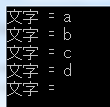 文字 = a
文字 = b
文字 = c
文字 = d
文字 =